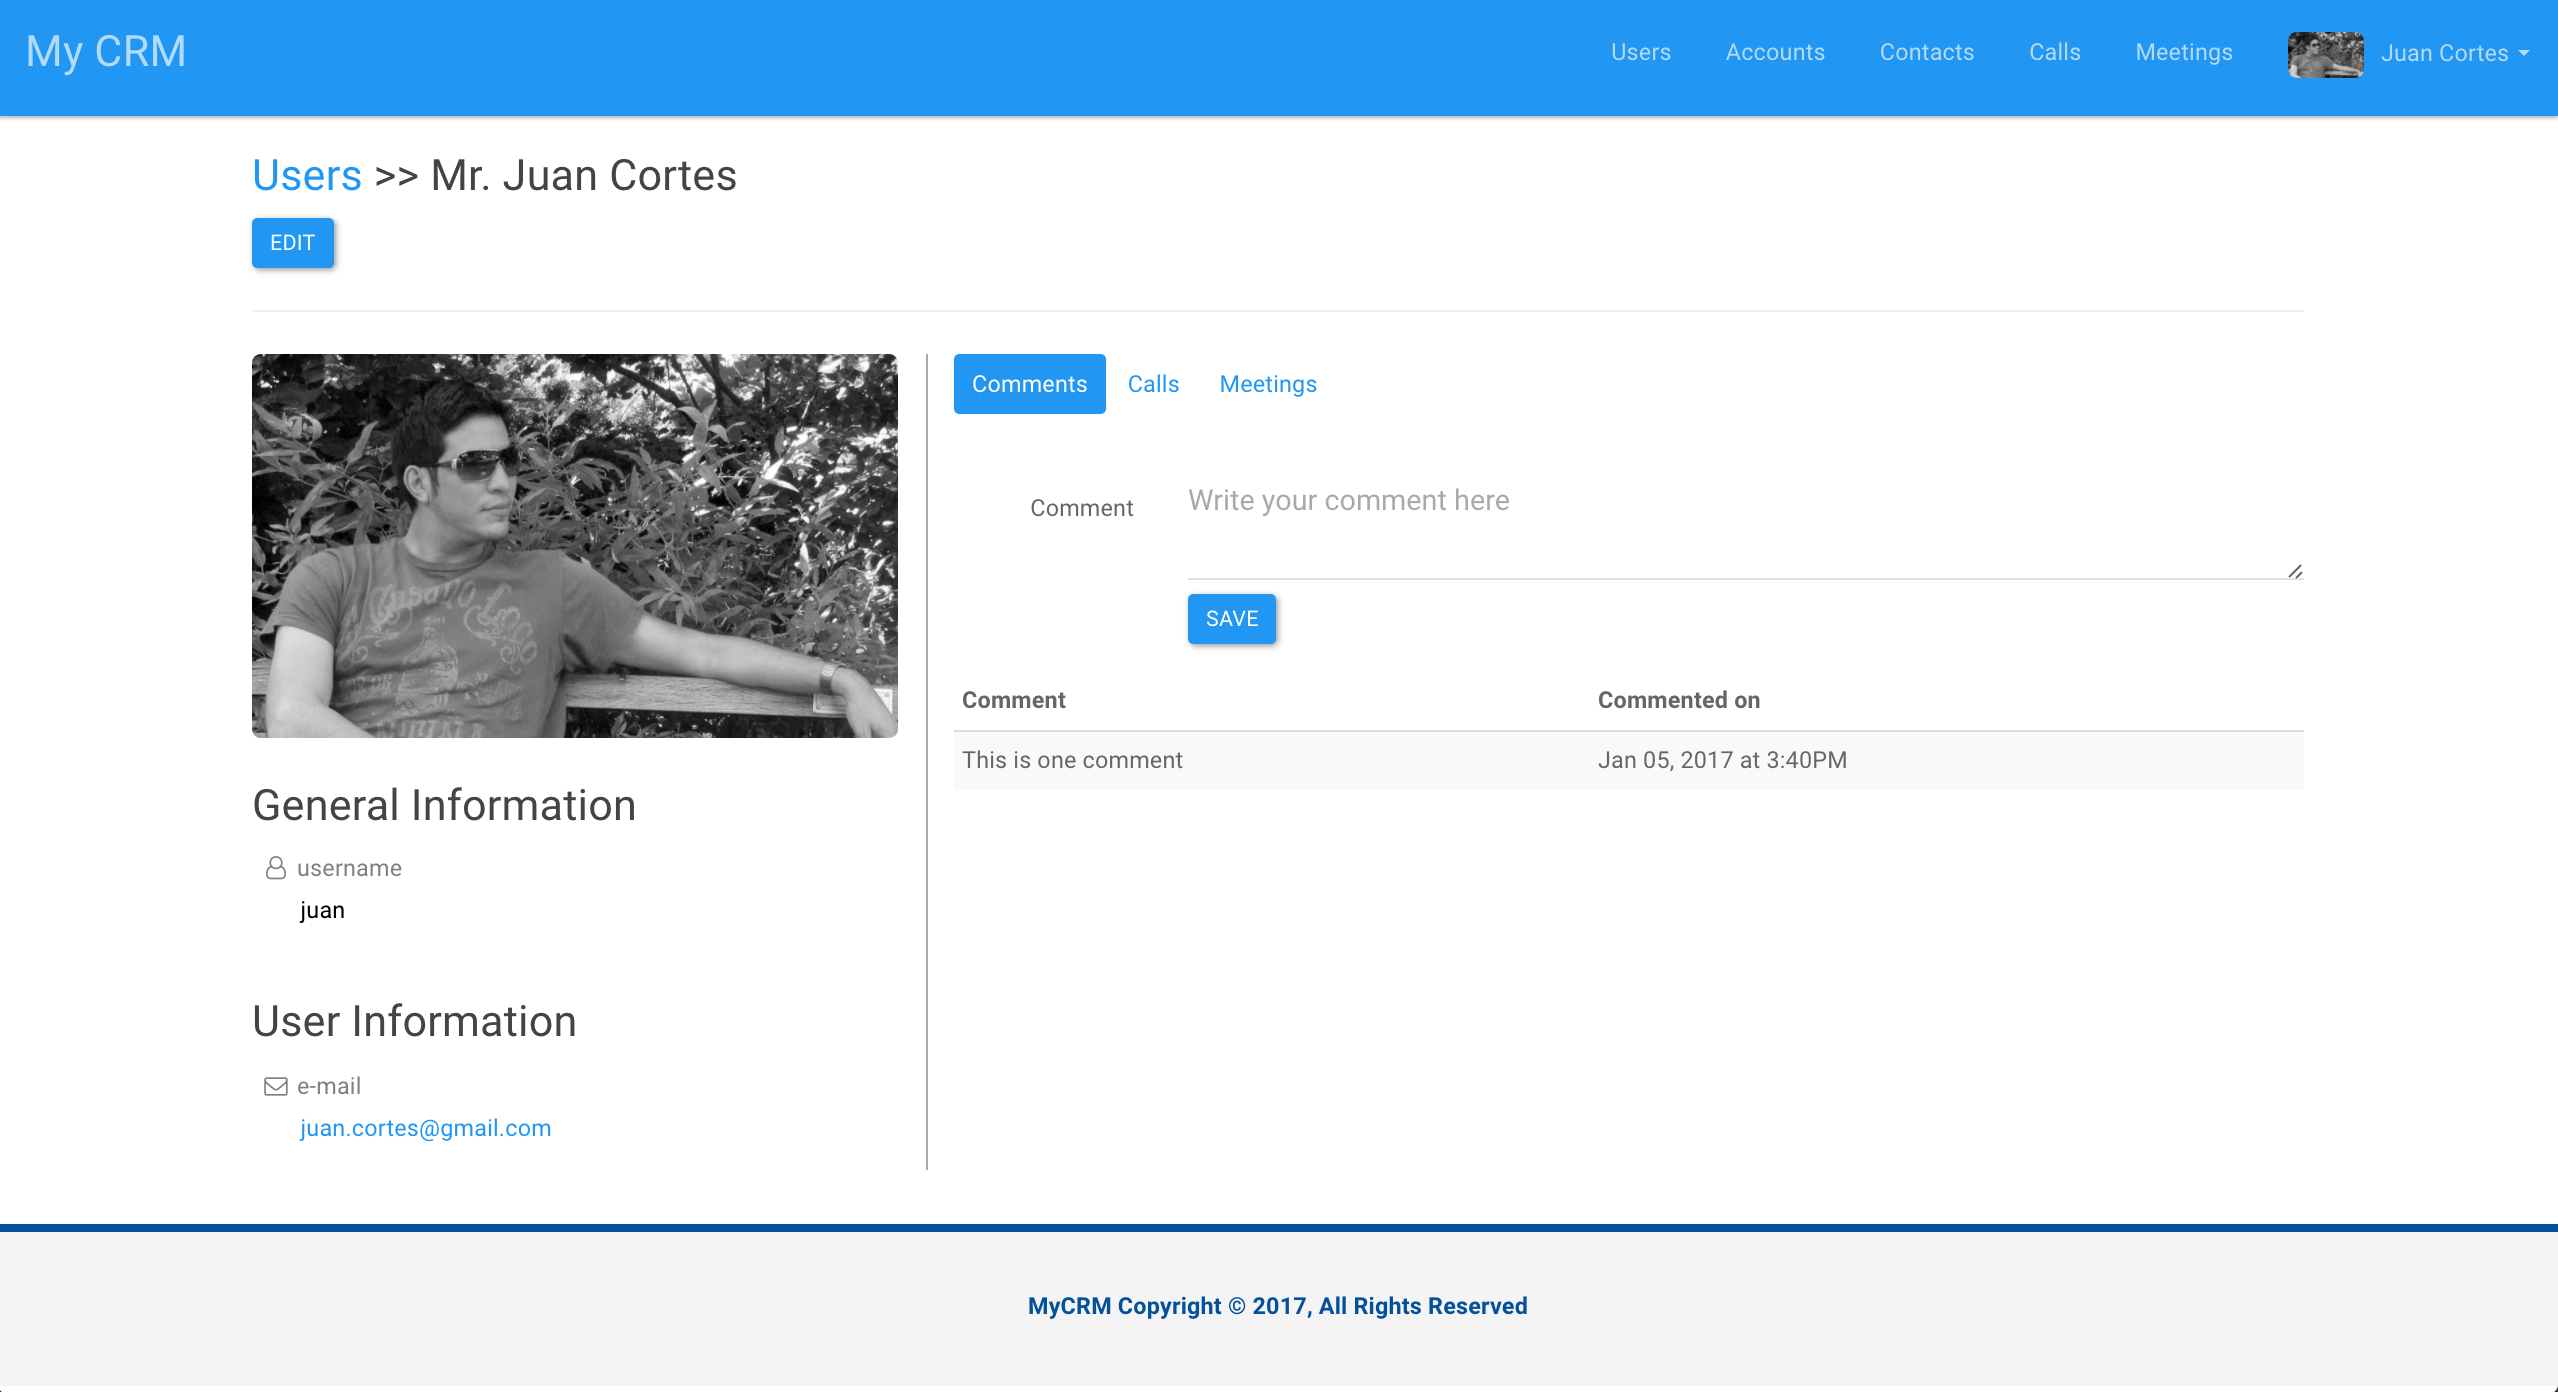 My CRM
Users Accounts Contacts Calls Meetings Juan Cortes
Users >> Mr. Juan Cortes
EDIT
Comments Calls Meetings
Comment Write your comment here
SAVE
Comment Commented on
This is one comment Jan 05, 2017 at 3:40PM
General Information
username
juan
User Information
e-mail
juan.cortes@gmail.com
MyCRM Copyright © 2017, All Rights Reserved